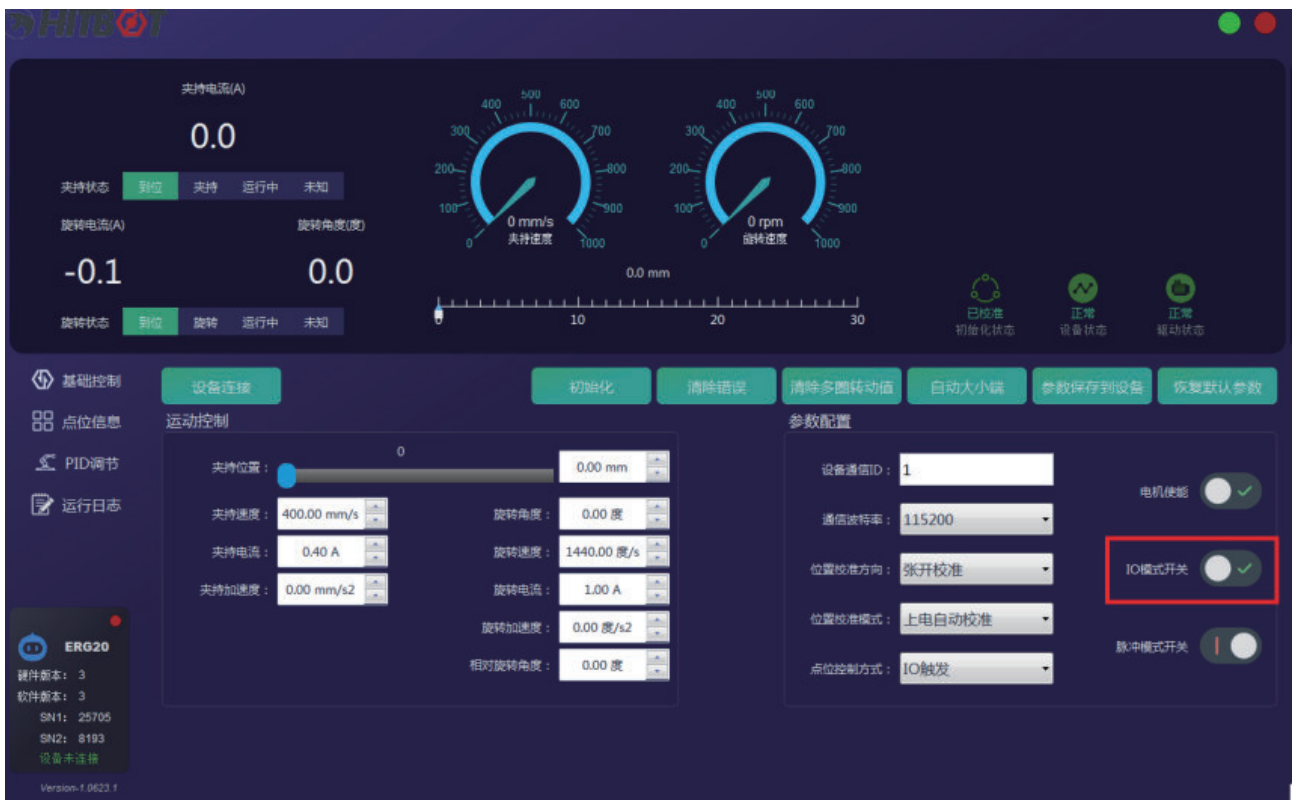 HITBOT
夹持电流(A)
0.0
夹持状态 到位 夹持 运行中 未知
旋转电流(A) 旋转角度(度)
-0.1 0.0
旋转状态 到位 旋转 运行中 未知
0 100 200 300 400 500 600 700 800 900 1000
0 mm/s
夹持速度
0 100 200 300 400 500 600 700 800 900 1000
0 rpm
旋转速度
0.0 mm
0 10 20 30
已校准 正常 正常
初始化状态 设备状态 驱动状态
基础控制
点位信息
PID调节
运行日志
设备连接 初始化 清除错误 清除多圈转动值 自动大小端 参数保存到设备 恢复默认参数
运动控制
0
夹持位置： 0.00 mm
夹持速度： 400.00 mm/s 旋转角度： 0.00 度
夹持电流： 0.40 A 旋转速度： 1440.00 度/s
夹持加速度： 0.00 mm/s2 旋转电流： 1.00 A
旋转加速度： 0.00 度/s2
相对旋转角度： 0.00 度
参数配置
设备通信ID： 1
通信波特率： 115200
位置校准方向： 张开校准
位置校准模式： 上电自动校准
点位控制方式： IO触发
电机使能
IO模式开关
脉冲模式开关
ERG20
硬件版本： 3
软件版本： 3
SN1: 25705
SN2: 8193
设备未连接
Version-1.0623.1